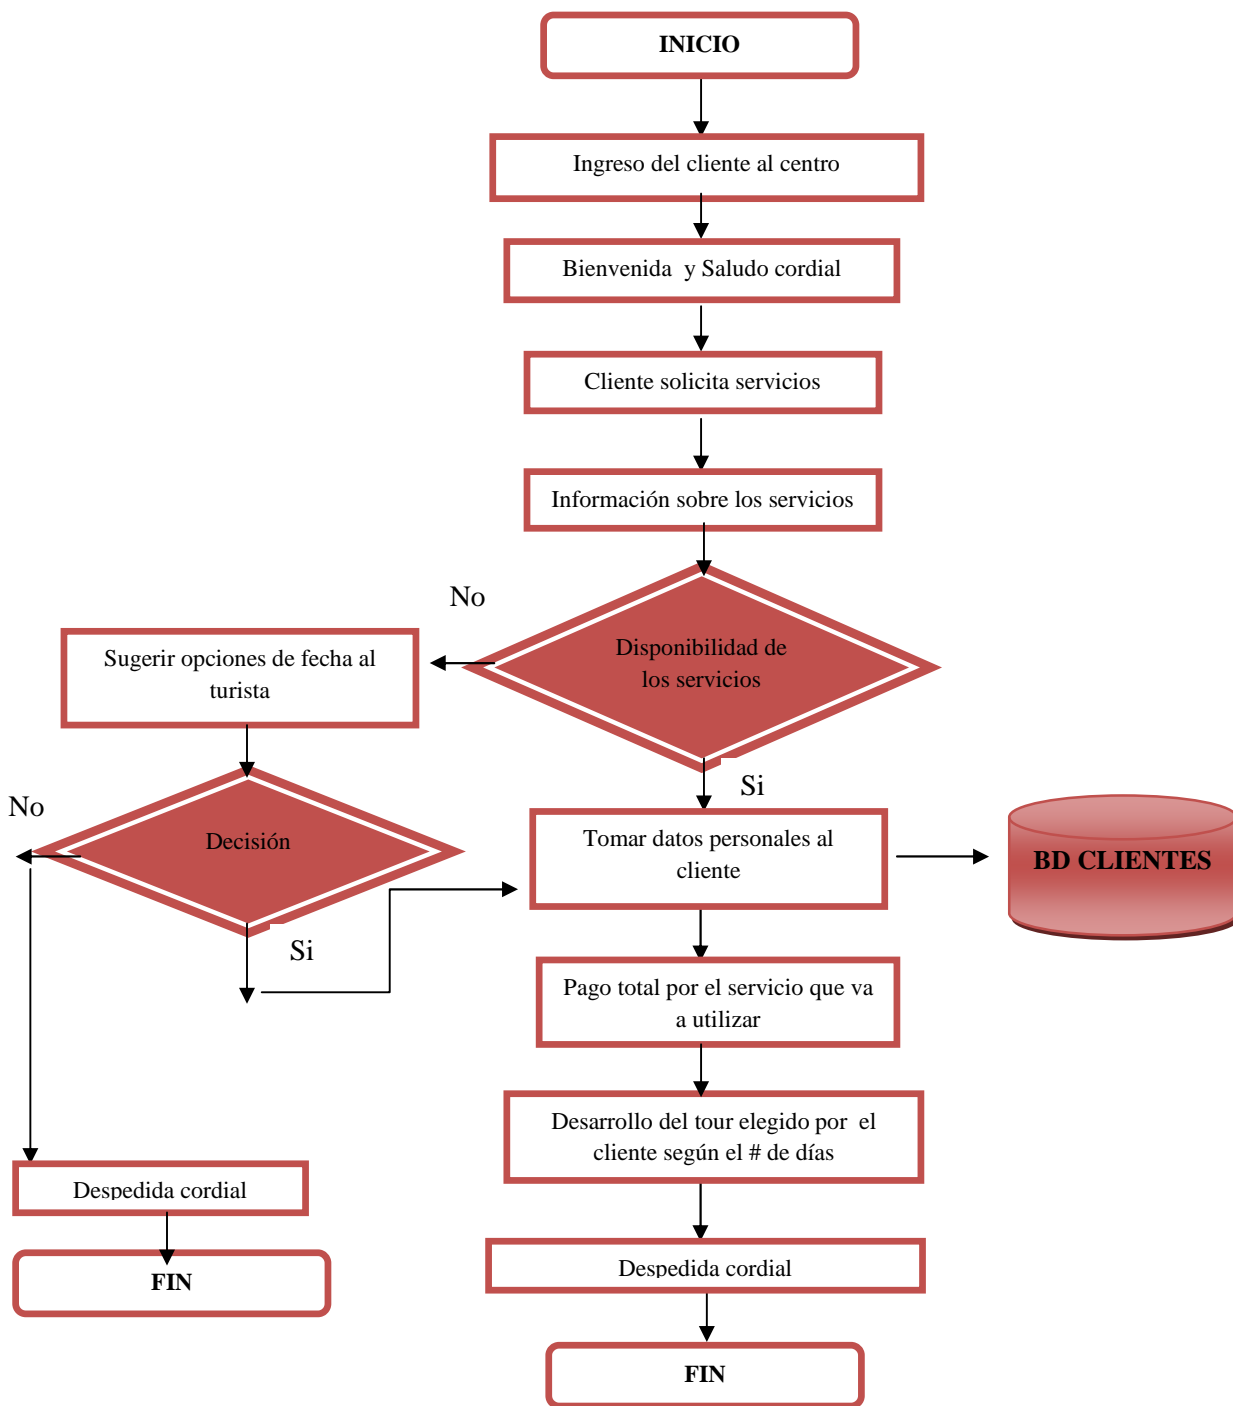 INICIO
Ingreso del cliente al centro
Bienvenida  y Saludo cordial
Cliente solicita servicios
Información sobre los servicios
No
Disponibilidad de
los servicios
Sugerir opciones de fecha al
turista
Si
No
Decisión
Tomar datos personales al
cliente
BD CLIENTES
Si
Pago total por el servicio que va
a utilizar
Desarrollo del tour elegido por  el
cliente según el # de días
Despedida cordial
FIN
Despedida cordial
FIN